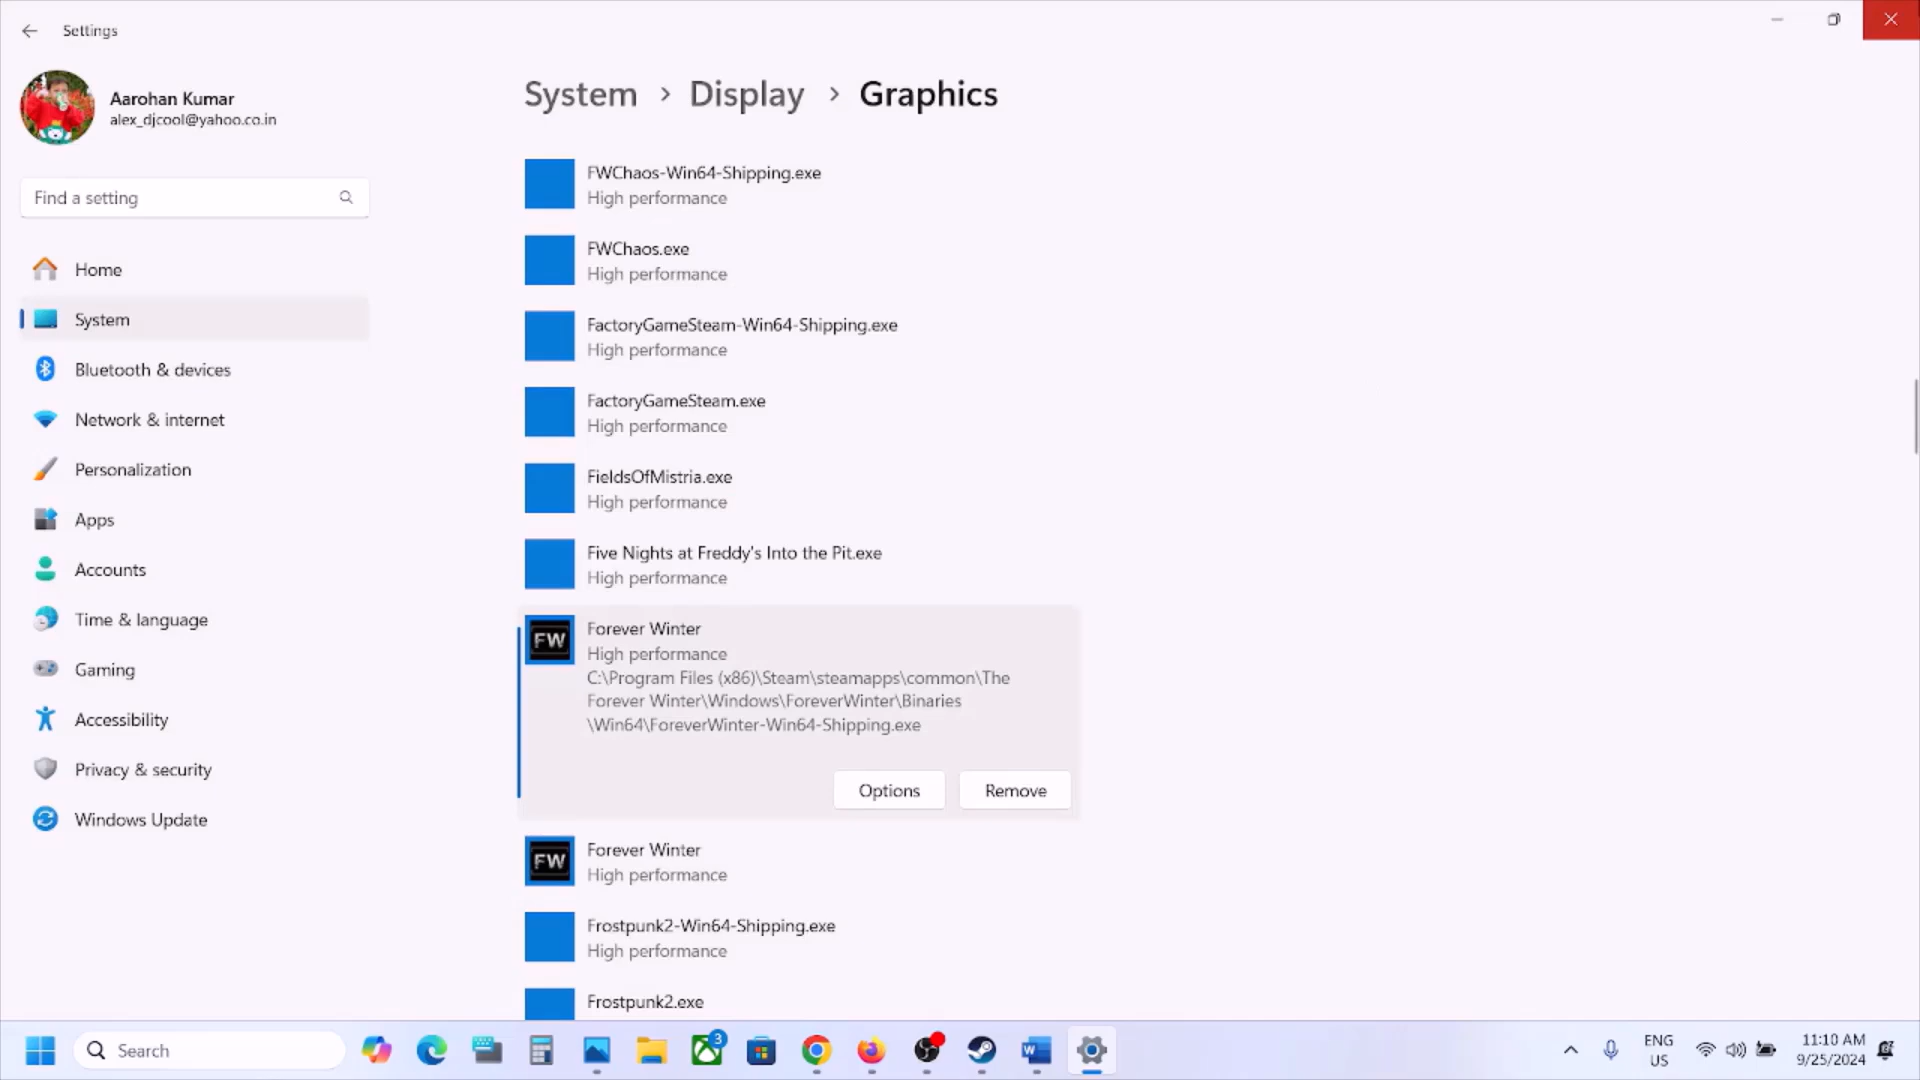 Settings
Aarohan Kumar
alex_djcool@yahoo.co.in
Find a setting
Home
System
Bluetooth & devices
Network & internet
Personalization
Apps
Accounts
Time & language
Gaming
Accessibility
Privacy & security
Windows Update
System > Display > Graphics
FWChaos-Win64-Shipping.exe
High performance
FWChaos.exe
High performance
FactoryGameSteam-Win64-Shipping.exe
High performance
FactoryGameSteam.exe
High performance
FieldsOfMistria.exe
High performance
Five Nights at Freddy's Into the Pit.exe
High performance
FW
Forever Winter
High performance
C:\Program Files (x86)\Steam\steamapps\common\The
Forever Winter\Windows\ForeverWinter\Binaries
\Win64\ForeverWinter-Win64-Shipping.exe
Options
Remove
FW
Forever Winter
High performance
Frostpunk2-Win64-Shipping.exe
High performance
Frostpunk2.exe
Search
3
W
ENG
US
11:10 AM
9/25/2024